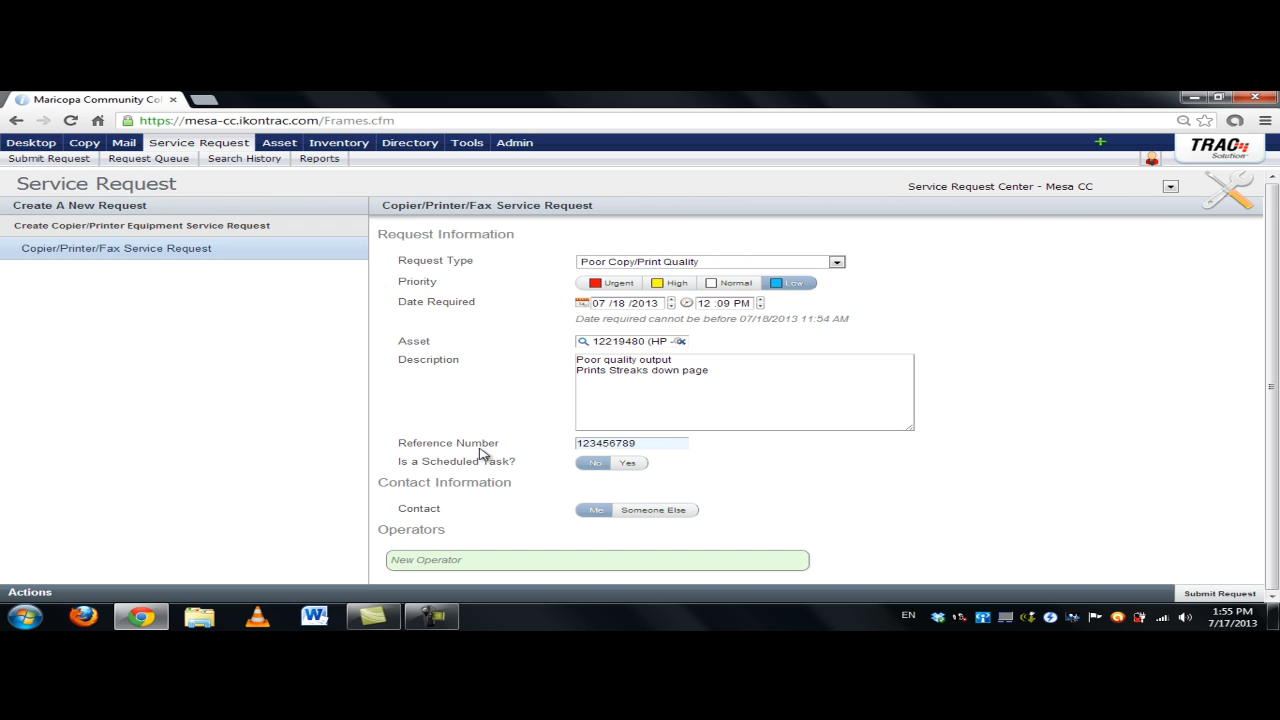 Maricopa Community Col
https://mesa-cc.ikontrac.com/Frames.cfm
Desktop Copy Mail Service Request Asset Inventory Directory Tools Admin
TRAC
Solution
Submit Request Request Queue Search History Reports
Service Request
Service Request Center - Mesa CC
Create A New Request
Copier/Printer/Fax Service Request
Create Copier/Printer Equipment Service Request
Copier/Printer/Fax Service Request
Request Information
Request Type Poor Copy/Print Quality
Priority Urgent High Normal Low
Date Required 07 /18 /2013 12 :09 PM
Date required cannot be before 07/18/2013 11:54 AM
Asset 12219480 (HP -
Description
Poor quality output
Prints Streaks down page
Reference Number 123456789
Is a Scheduled Task? No Yes
Contact Information
Contact Me Someone Else
Operators
New Operator
Actions
Submit Request
EN
1:55 PM
7/17/2013